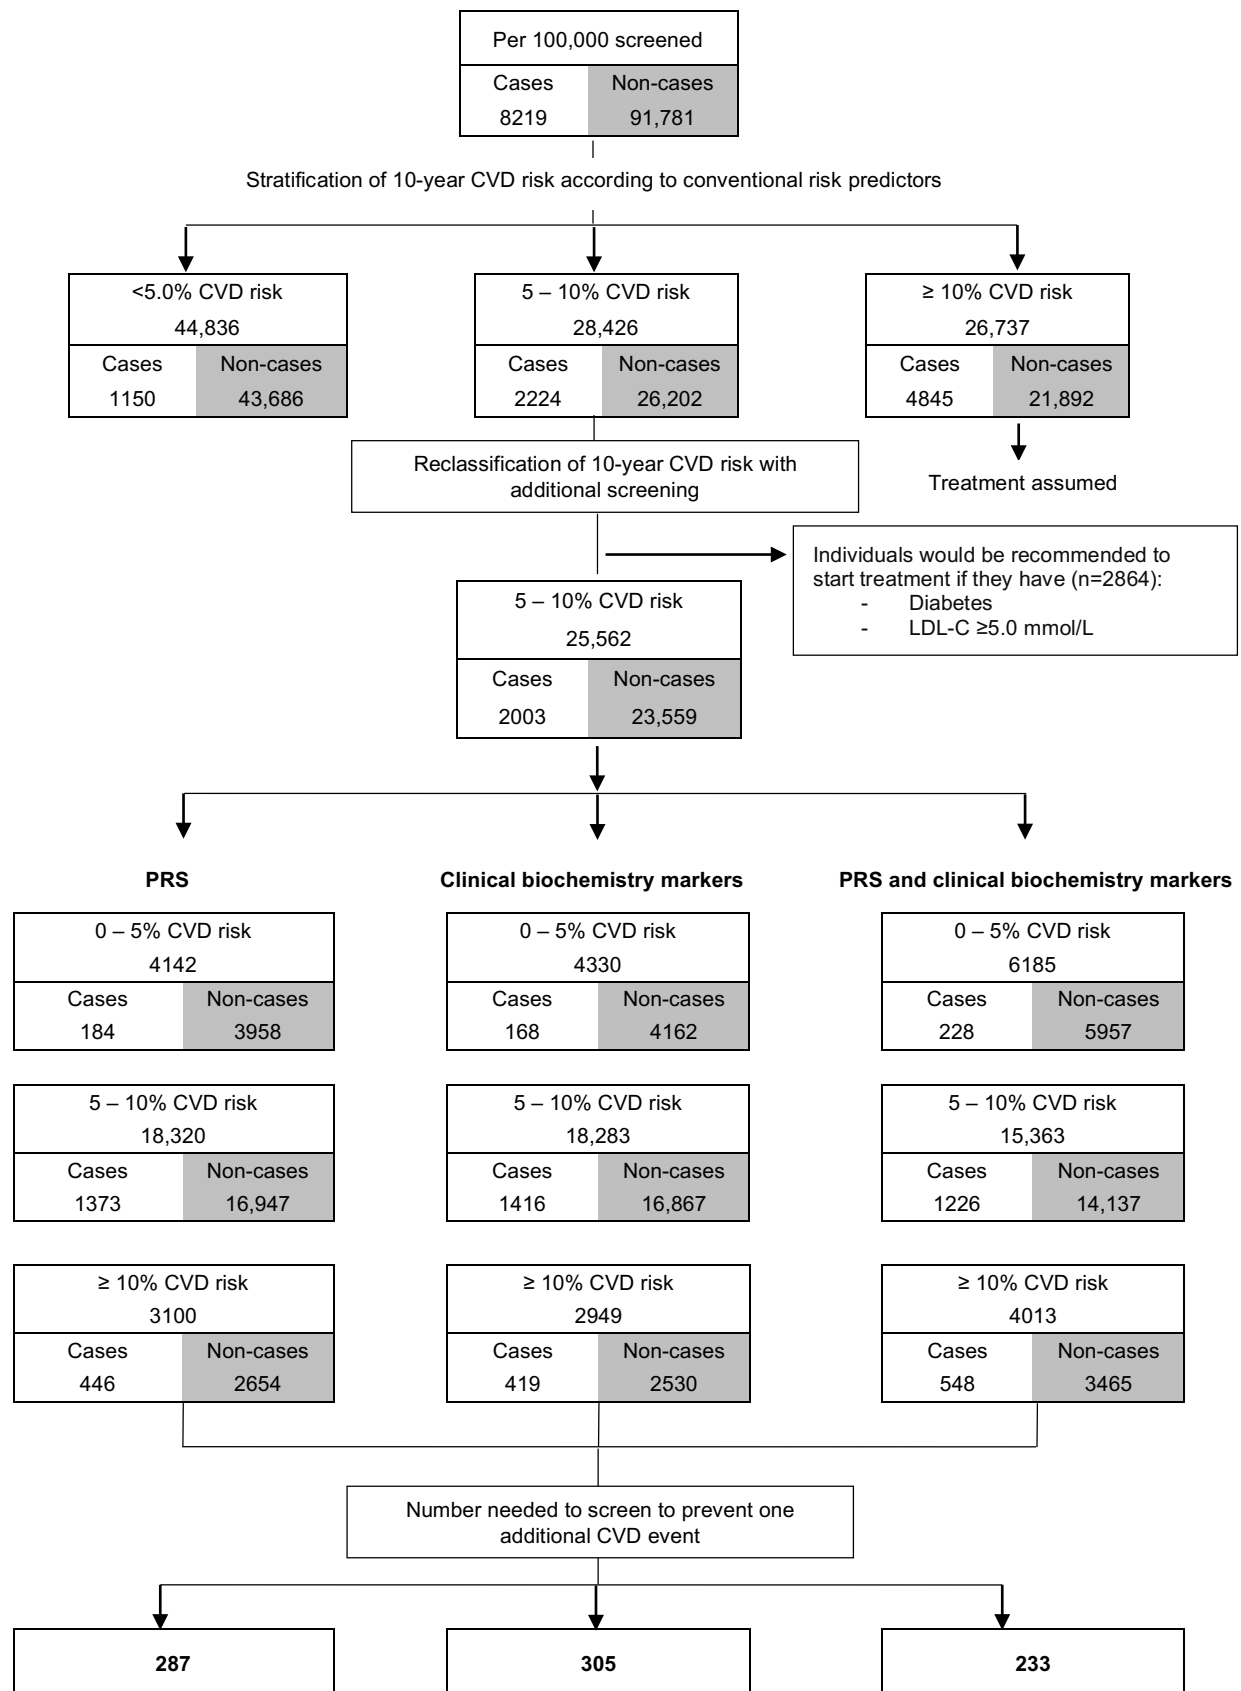 Per 100,000 screened
Cases Non-cases
8219 91,781
Stratification of 10-year CVD risk according to conventional risk predictors
<5.0% CVD risk
44,836
Cases Non-cases
1150 43,686
5 – 10% CVD risk
28,426
Cases Non-cases
2224 26,202
≥ 10% CVD risk
26,737
Cases Non-cases
4845 21,892
Reclassification of 10-year CVD risk with
additional screening
Treatment assumed
Individuals would be recommended to
start treatment if they have (n=2864):
- Diabetes
- LDL-C ≥5.0 mmol/L
5 – 10% CVD risk
25,562
Cases Non-cases
2003 23,559
PRS
0 – 5% CVD risk
4142
Cases Non-cases
184 3958
5 – 10% CVD risk
18,320
Cases Non-cases
1373 16,947
≥ 10% CVD risk
3100
Cases Non-cases
446 2654
Clinical biochemistry markers
0 – 5% CVD risk
4330
Cases Non-cases
168 4162
5 – 10% CVD risk
18,283
Cases Non-cases
1416 16,867
≥ 10% CVD risk
2949
Cases Non-cases
419 2530
PRS and clinical biochemistry markers
0 – 5% CVD risk
6185
Cases Non-cases
228 5957
5 – 10% CVD risk
15,363
Cases Non-cases
1226 14,137
≥ 10% CVD risk
4013
Cases Non-cases
548 3465
Number needed to screen to prevent one
additional CVD event
287
305
233